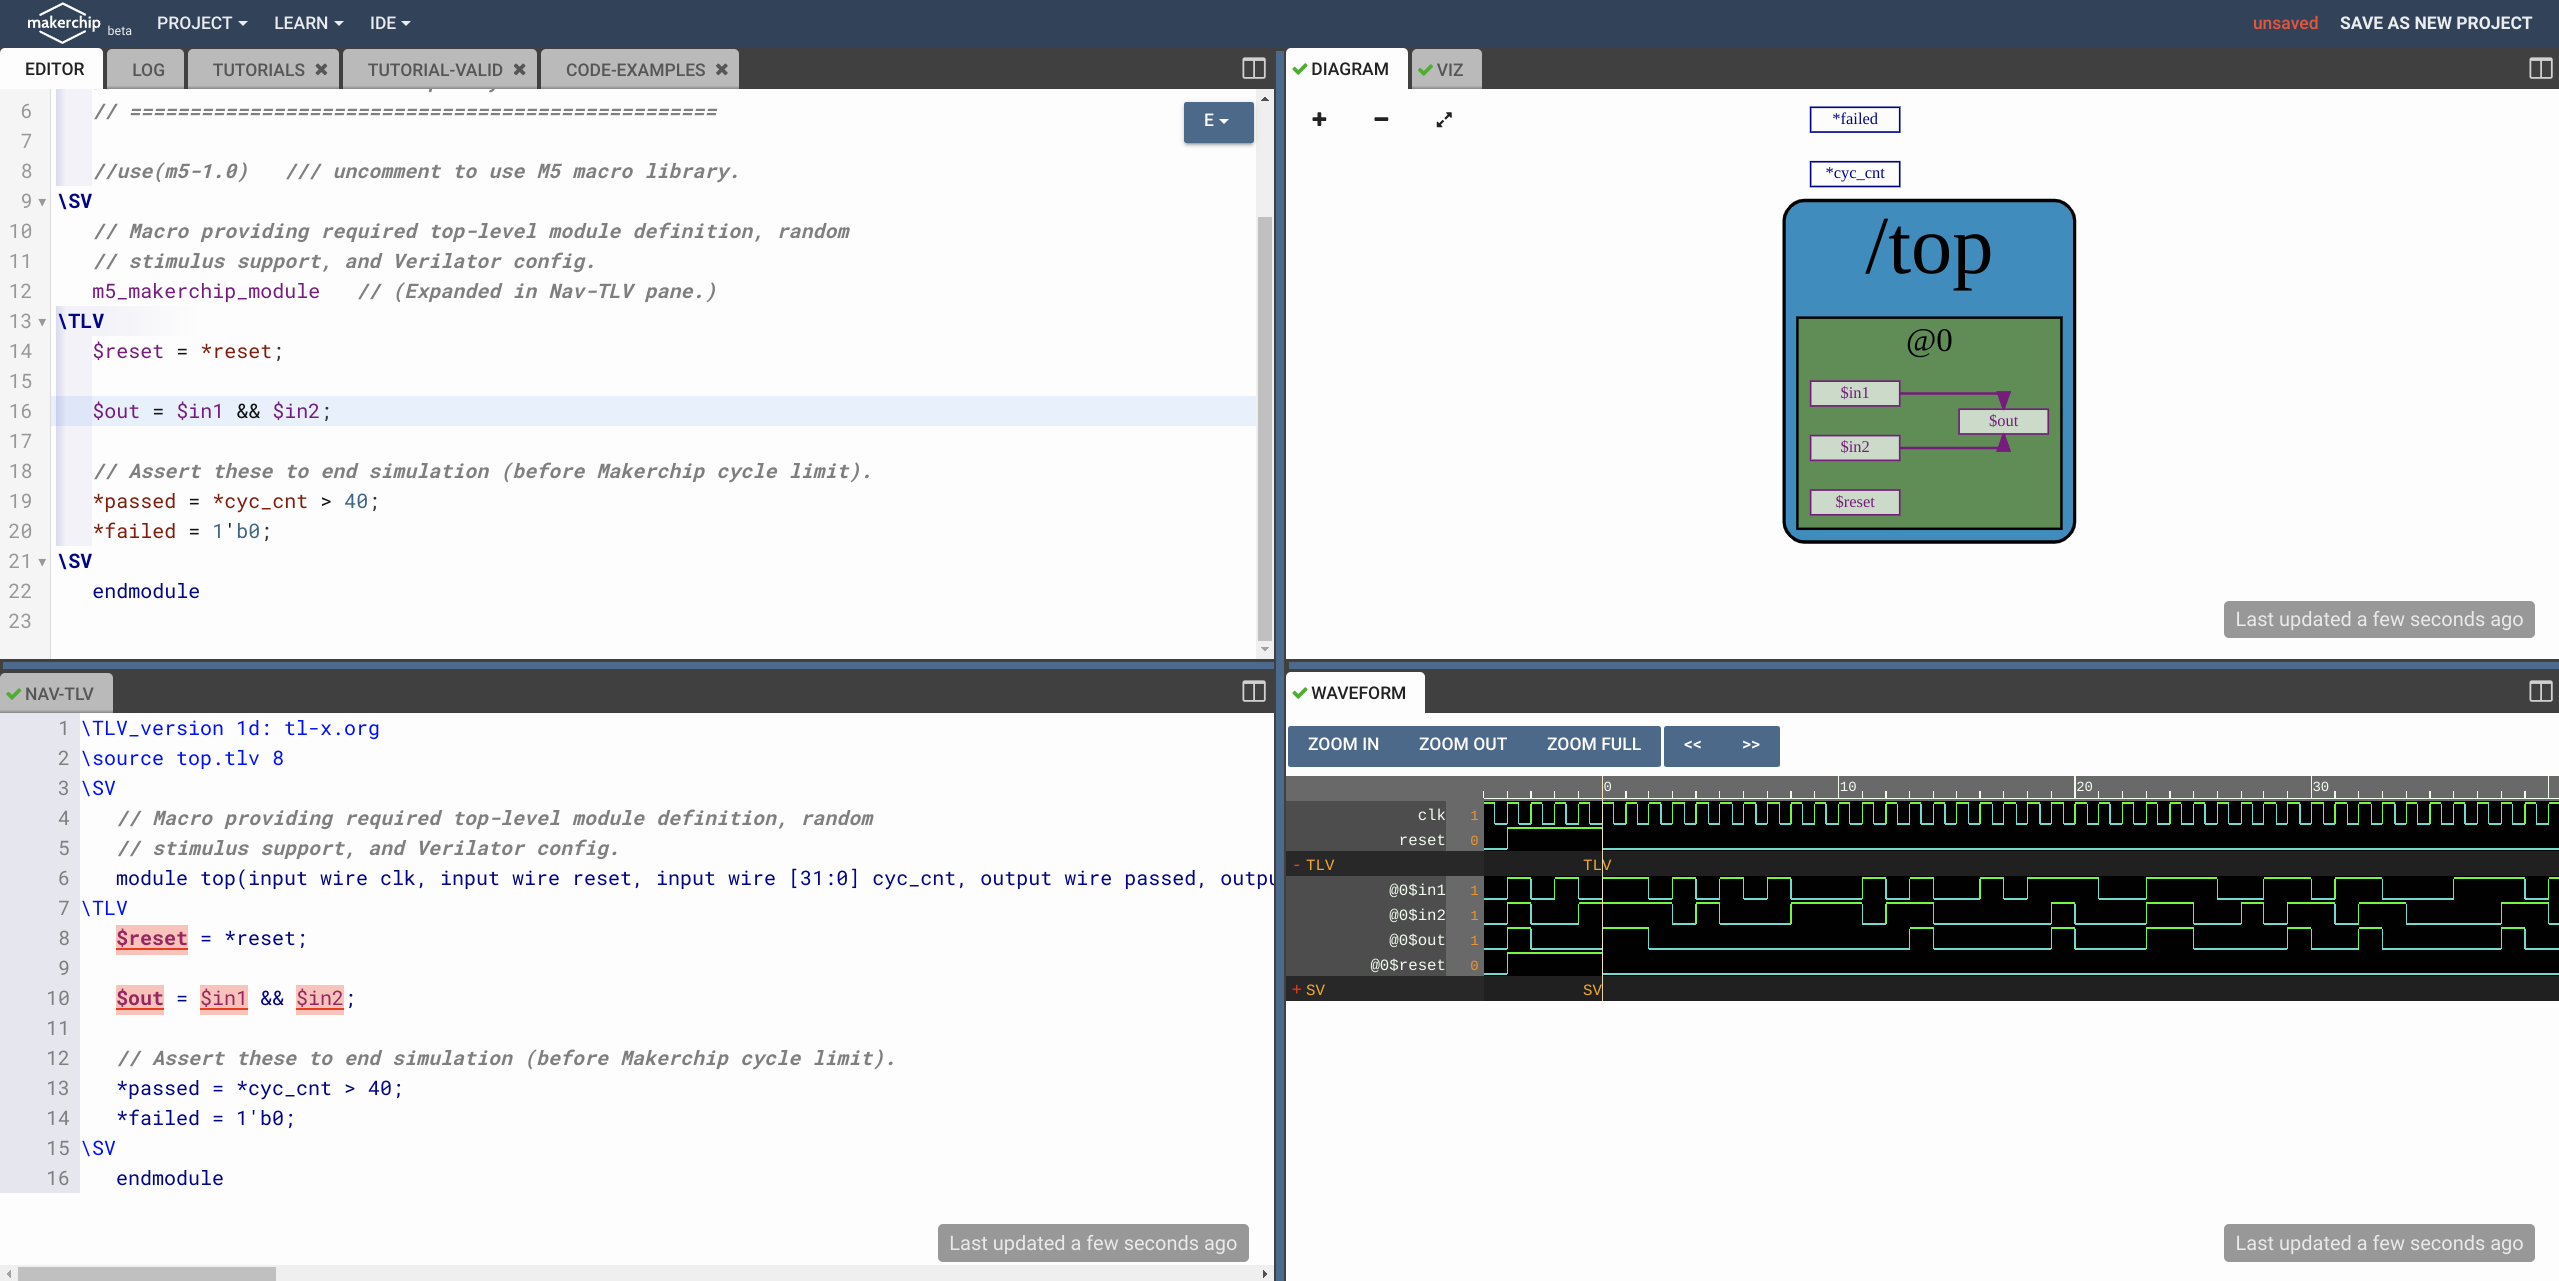 makerchip beta PROJECT LEARN IDE unsaved SAVE AS NEW PROJECT
EDITOR LOG TUTORIALS TUTORIAL-VALID CODE-EXAMPLES
E
6 // =================================================
7
8 //use(m5-1.0) /// uncomment to use M5 macro library.
9 \SV
10 // Macro providing required top-level module definition, random
11 // stimulus support, and Verilator config.
12 m5_makerchip_module // (Expanded in Nav-TLV pane.)
13 \TLV
14 $reset = *reset;
15
16 $out = $in1 && $in2;
17
18 // Assert these to end simulation (before Makerchip cycle limit).
19 *passed = *cyc_cnt > 40;
20 *failed = 1'b0;
21 \SV
22 endmodule
23
DIAGRAM VIZ
*failed
*cyc_cnt
/top
@0
$in1
$out
$in2
$reset
Last updated a few seconds ago
NAV-TLV
1 \TLV_version 1d: tl-x.org
2 \source top.tlv 8
3 \SV
4 // Macro providing required top-level module definition, random
5 // stimulus support, and Verilator config.
6 module top(input wire clk, input wire reset, input wire [31:0] cyc_cnt, output wire passed, outpu
7 \TLV
8 $reset = *reset;
9
10 $out = $in1 && $in2;
11
12 // Assert these to end simulation (before Makerchip cycle limit).
13 *passed = *cyc_cnt > 40;
14 *failed = 1'b0;
15 \SV
16 endmodule
Last updated a few seconds ago
WAVEFORM
ZOOM IN ZOOM OUT ZOOM FULL << >>
0 10 20 30
clk 1
reset 0
- TLV TLV
@0$in1 1
@0$in2 1
@0$out 1
@0$reset 0
+ SV SV
Last updated a few seconds ago